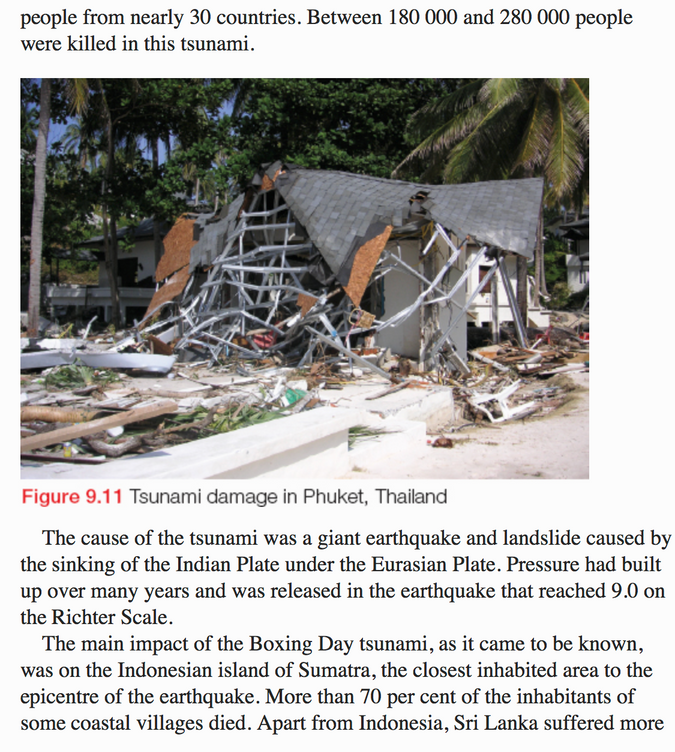 people from nearly 30 countries. Between 180 000 and 280 000 people
were killed in this tsunami.
Figure 9.11 Tsunami damage in Phuket, Thailand
The cause of the tsunami was a giant earthquake and landslide caused by
the sinking of the Indian Plate under the Eurasian Plate. Pressure had built
up over many years and was released in the earthquake that reached 9.0 on
the Richter Scale.
The main impact of the Boxing Day tsunami, as it came to be known,
was on the Indonesian island of Sumatra, the closest inhabited area to the
epicentre of the earthquake. More than 70 per cent of the inhabitants of
some coastal villages died. Apart from Indonesia, Sri Lanka suffered more